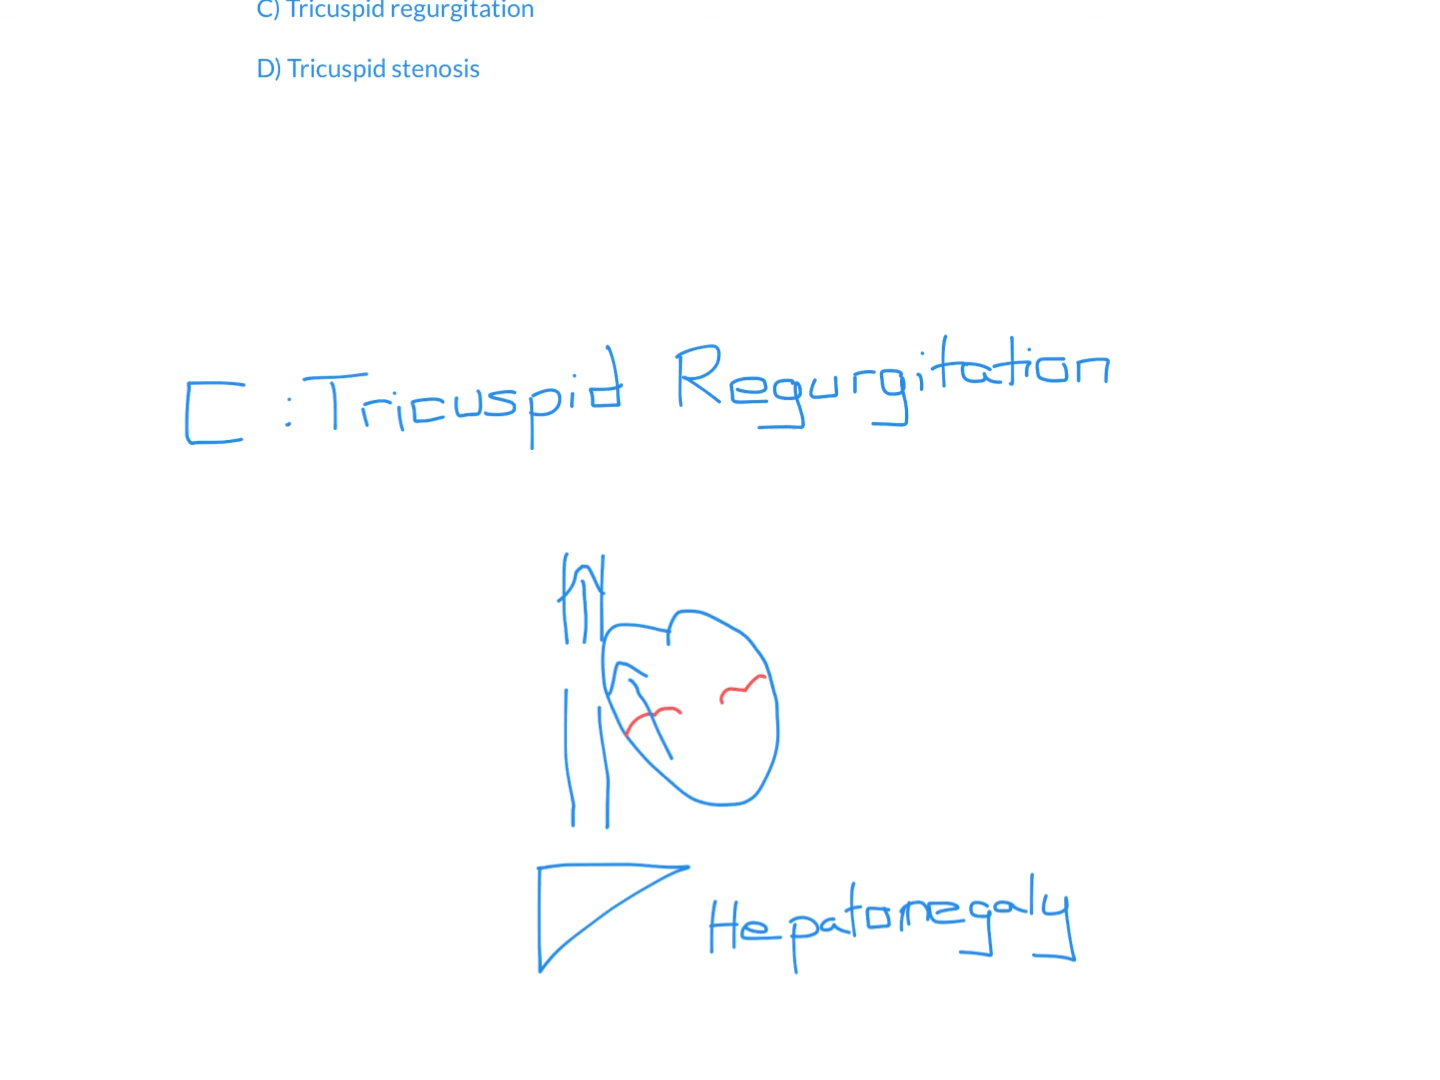 C) Tricuspid regurgitation
D) Tricuspid stenosis
C : Tricuspid Regurgitation
Hepatomegaly